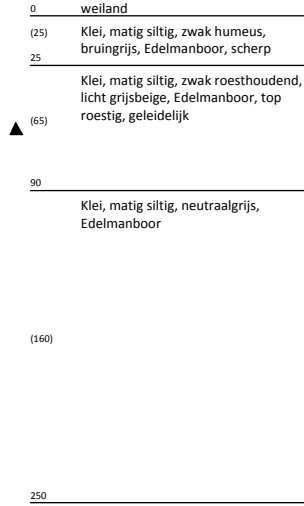 0 weiland
(25) Klei, matig siltig, zwak humeus,
bruingrijs, Edelmanboor, scherp
25
Klei, matig siltig, zwak roesthoudend,
licht grijsbeige, Edelmanboor, top
roestig, geleidelijk
(65)
90
Klei, matig siltig, neutraalgrijs,
Edelmanboor
(160)
250